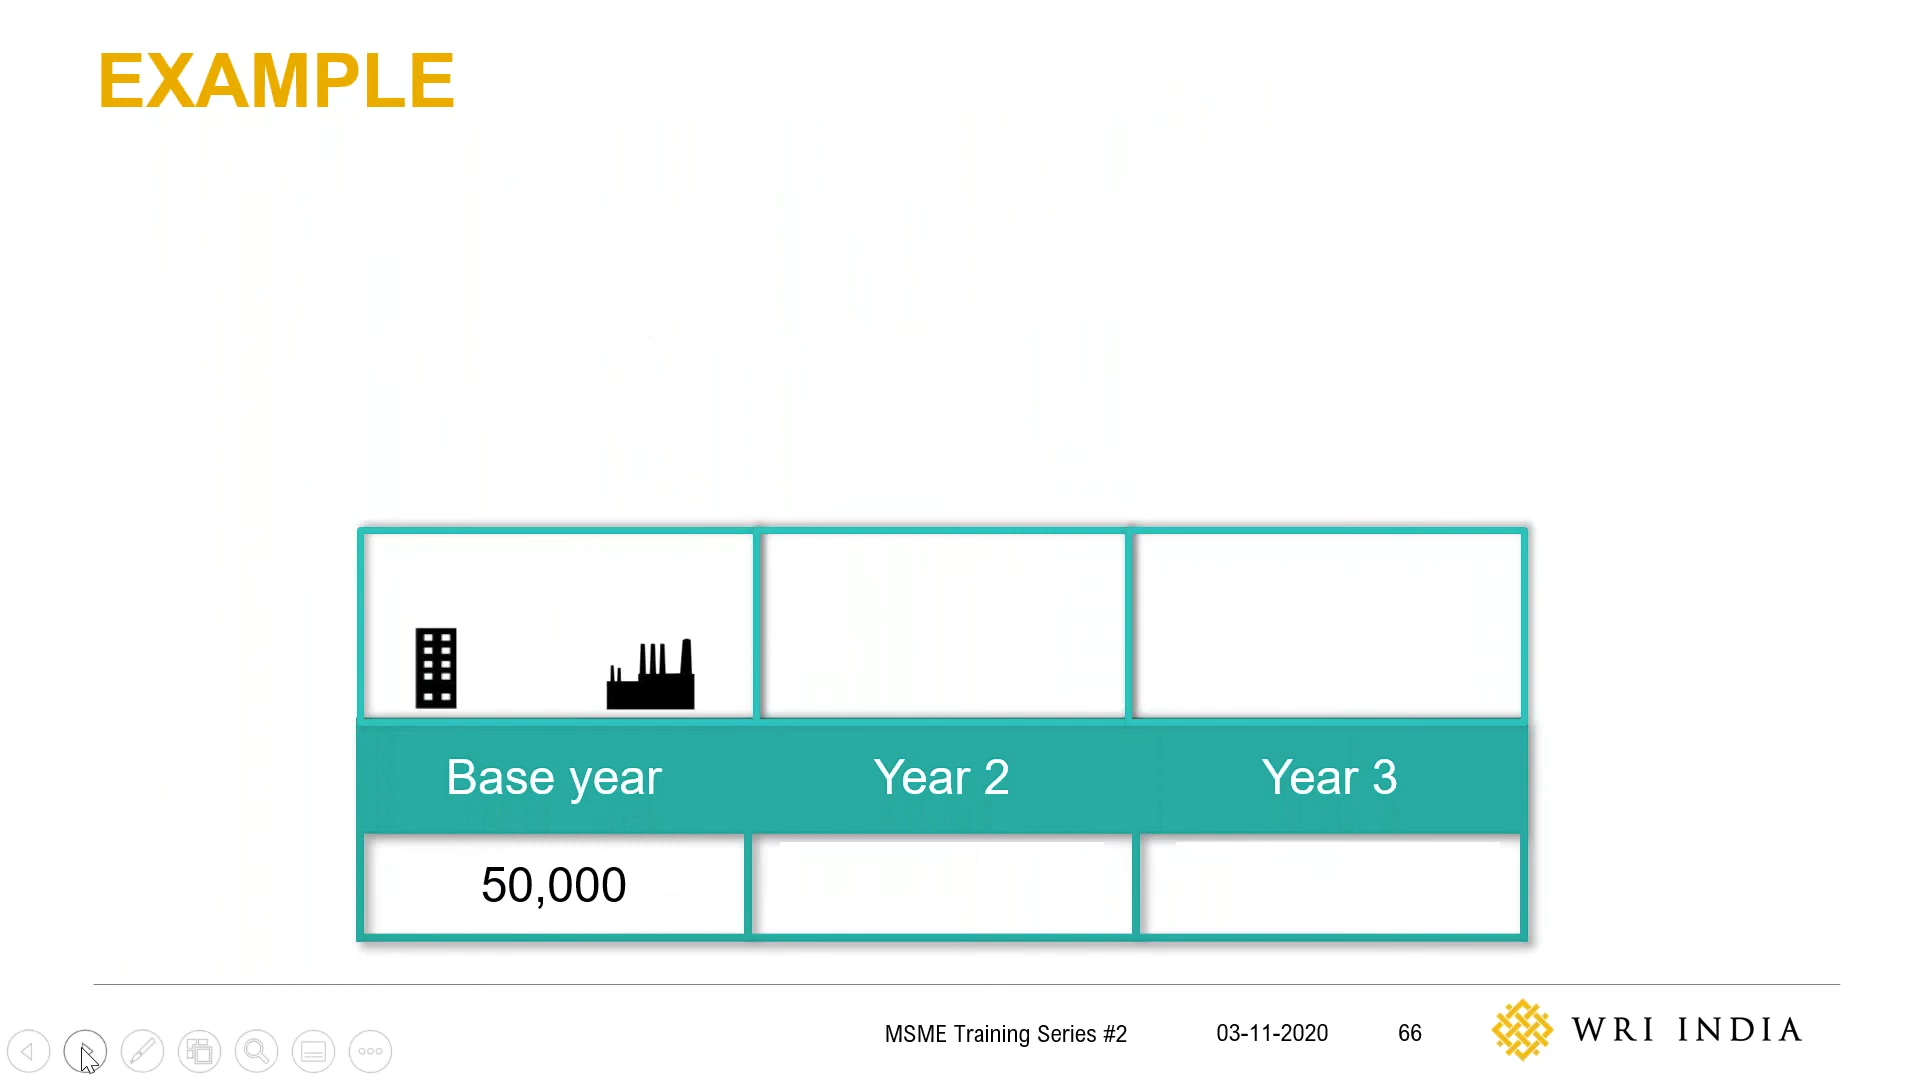 EXAMPLE
Base year Year 2 Year 3
50,000
MSME Training Series #2 03-11-2020 66 WRI INDIA